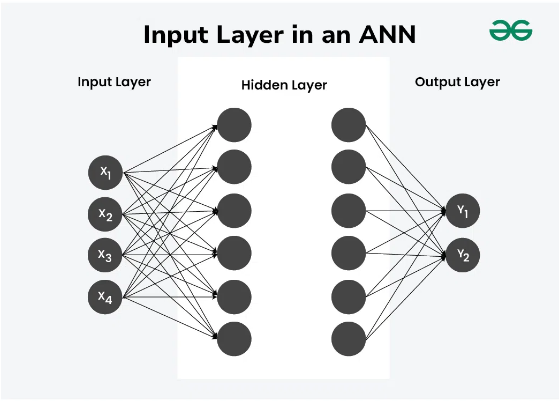 Input Layer in an ANN
Input Layer
Hidden Layer
Output Layer
X1
X2
X3
X4
Y1
Y2